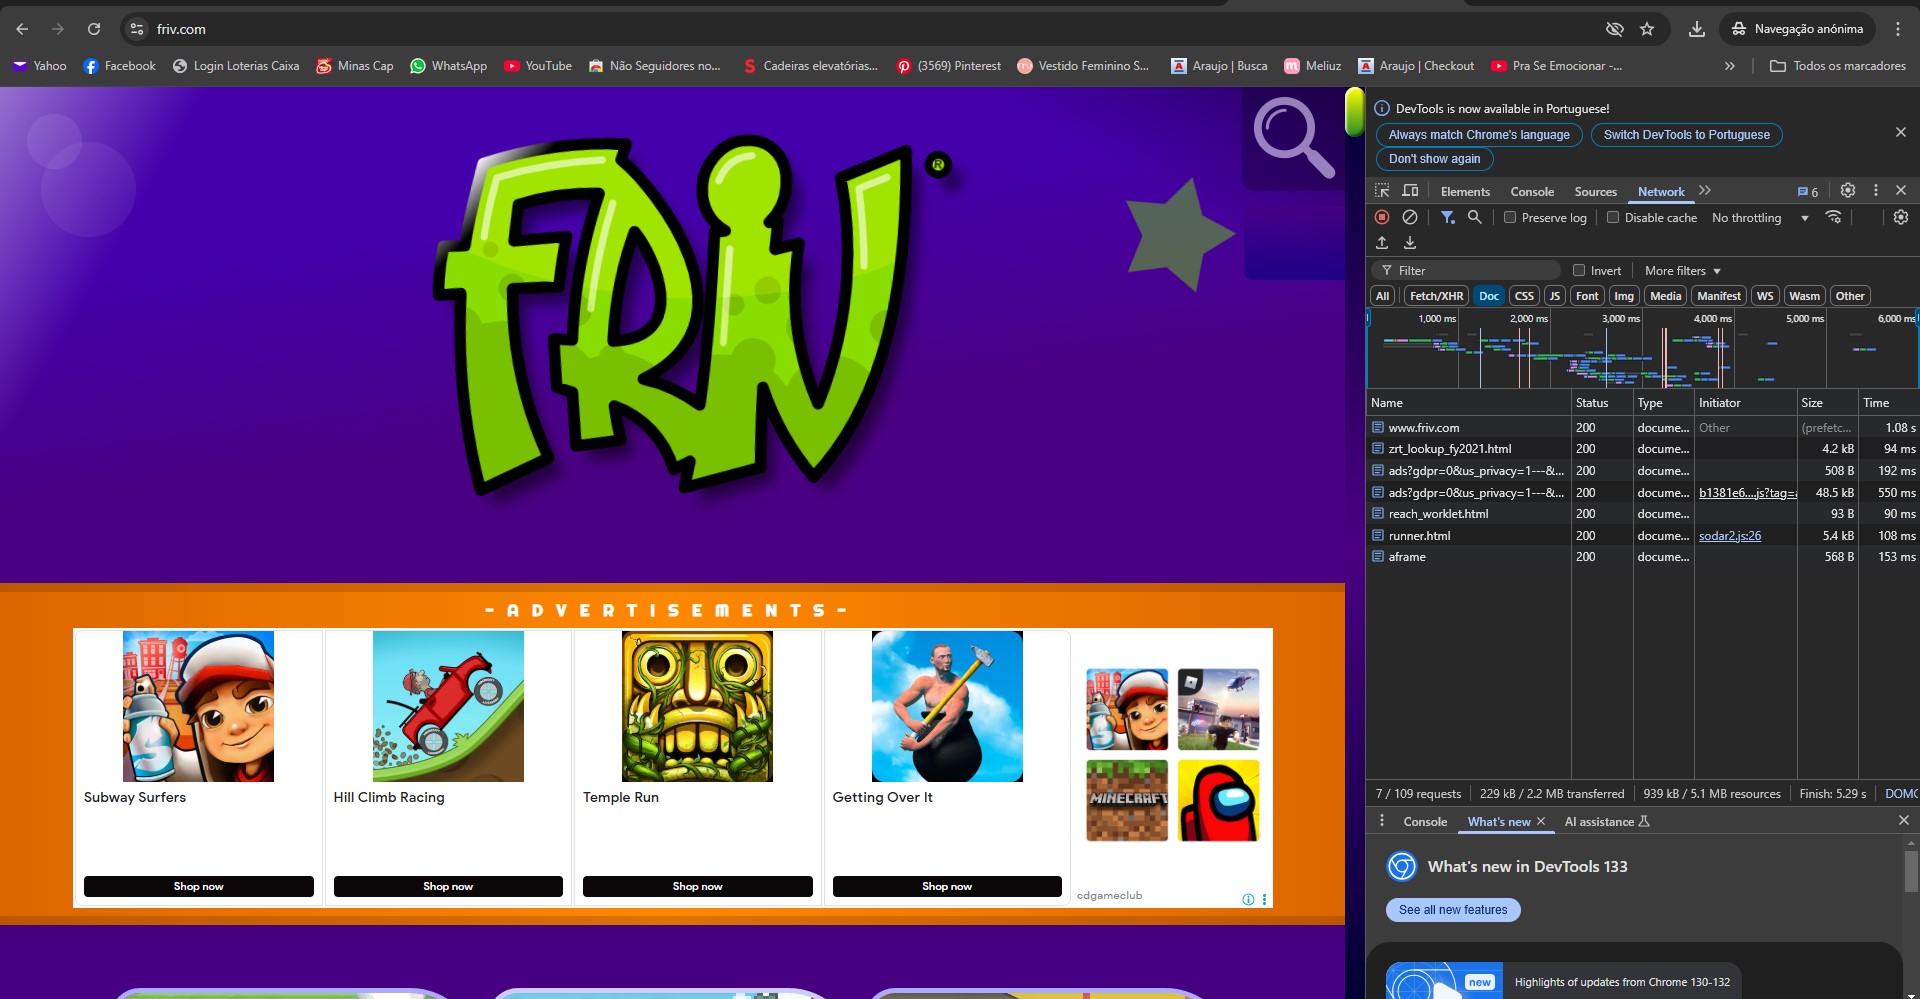 friv.com
Navegação anónima
Yahoo
Facebook
Login Loterias Caixa
Minas Cap
WhatsApp
YouTube
Não Seguidores no...
Cadeiras elevatórias...
(3569) Pinterest
Vestido Feminino S...
Araujo | Busca
Meliuz
Araujo | Checkout
Pra Se Emocionar -...
Todos os marcadores
FRIV ®
-ADVERTISEMENTS-
Subway Surfers
Hill Climb Racing
Temple Run
Getting Over It
MINECRAFT
Shop now
Shop now
Shop now
Shop now
cdgameclub
DevTools is now available in Portuguese!
Always match Chrome's language
Switch DevTools to Portuguese
Don't show again
Elements Console Sources Network 6
Preserve log Disable cache No throttling
Filter Invert More filters
All Fetch/XHR Doc CSS JS Font Img Media Manifest WS Wasm Other
1,000 ms 2,000 ms 3,000 ms 4,000 ms 5,000 ms 6,000 ms
Name Status Type Initiator Size Time
www.friv.com 200 docume... Other (prefetc... 1.08 s
zrt_lookup_fy2021.html 200 docume... 4.2 kB 94 ms
ads?gdpr=0&us_privacy=1---&... 200 docume... 508 B 192 ms
ads?gdpr=0&us_privacy=1---&... 200 docume... b1381e6....js?tag=a 48.5 kB 550 ms
reach_worklet.html 200 docume... 93 B 90 ms
runner.html 200 docume... sodar2.js:26 5.4 kB 108 ms
aframe 200 docume... 568 B 153 ms
7 / 109 requests 229 kB / 2.2 MB transferred 939 kB / 5.1 MB resources Finish: 5.29 s DOMC
Console What's new AI assistance
What's new in DevTools 133
See all new features
new
Highlights of updates from Chrome 130-132